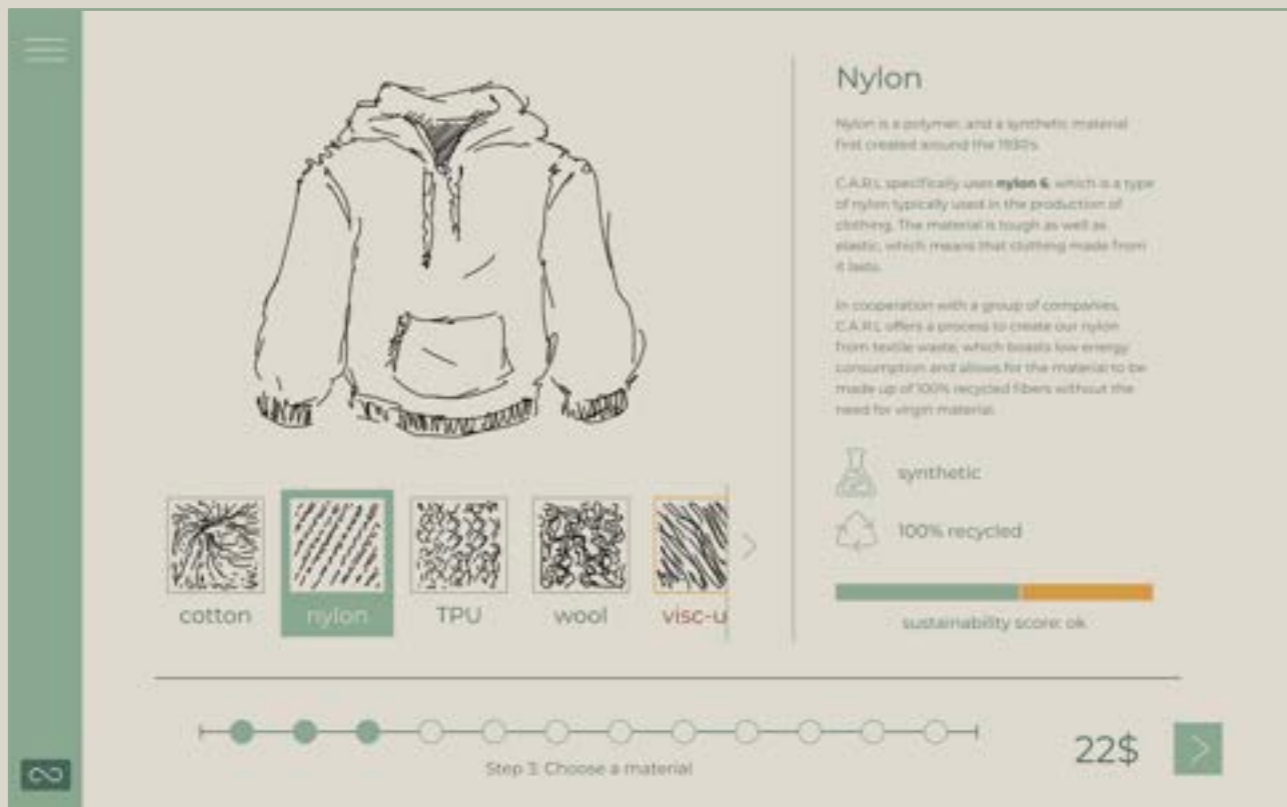 Nylon
Nylon is a polymer, and a synthetic material
first created around the 1930's.
C.A.R.L specifically uses nylon 6, which is a type
of nylon typically used in the production of
clothing. The material is tough as well as
elastic, which means that clothing made from
it lasts.
In cooperation with a group of companies,
C.A.R.L offers a process to create our nylon
from textile waste, which boasts low energy
consumption and allows for the material to be
made up of 100% recycled fibers without the
need for virgin material.
synthetic
100% recycled
sustainability score: ok
cotton
nylon
TPU
wool
visc-u
Step 3: Choose a material
22$